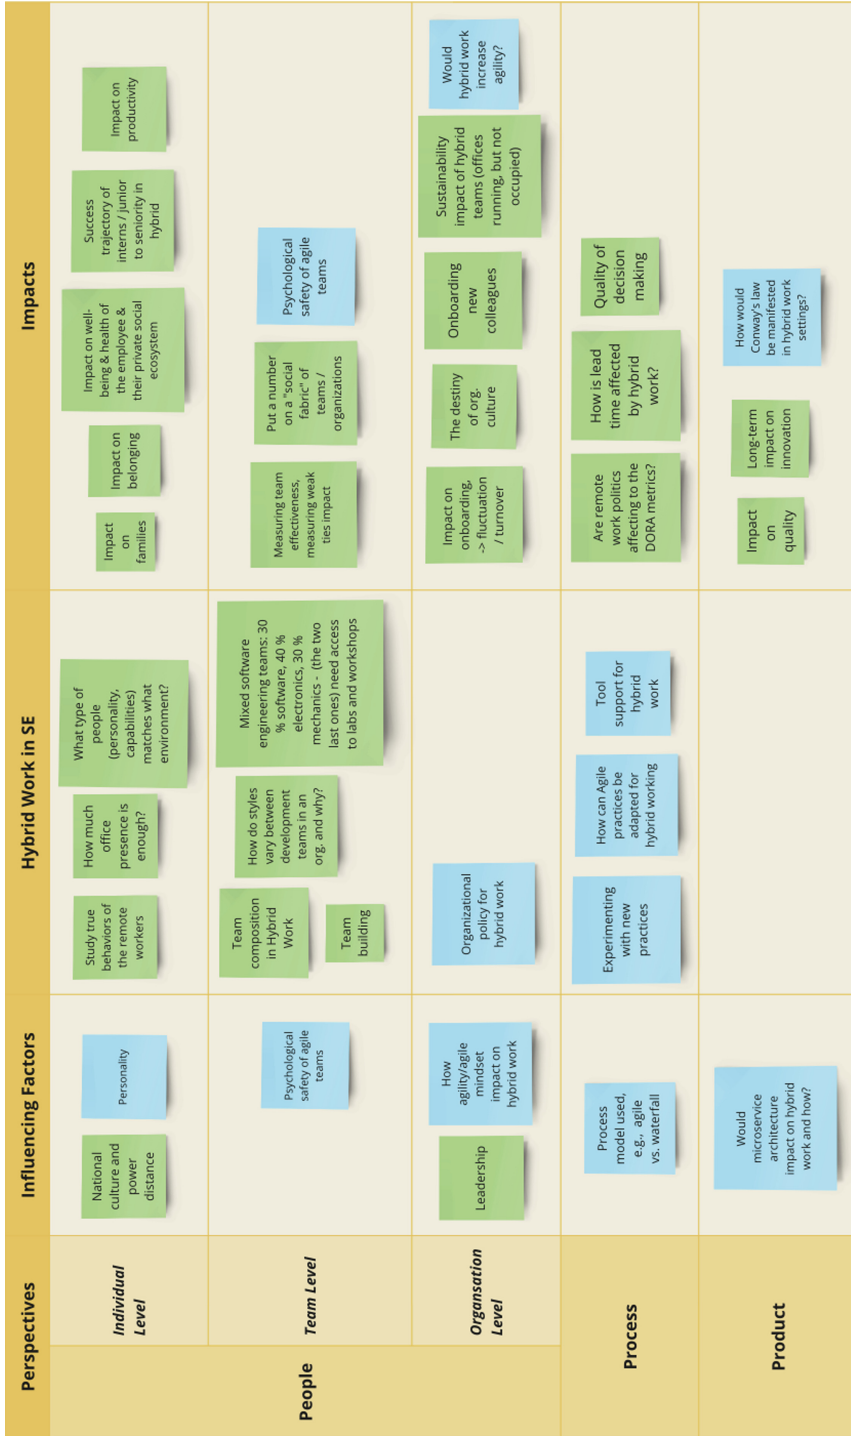 Perspectives
Influencing Factors
Hybrid Work in SE
Impacts
People
Individual
Level
National
culture and
power
distance
Personality
Study true
behaviors of
the remote
workers
How much
office
presence is
enough?
What type of
people
(personality,
capabilities)
matches what
environment?
Impact
on
families
Impact on
belonging
Impact on well-
being & health of
the employee &
their private social
ecosystem
Success
trajectory of
interns / junior
to seniority in
hybrid
Impact on
productivity
Team Level
Psychological
safety of agile
teams
Team
composition
in Hybrid
Work
Team
building
How do styles
vary between
development
teams in an
org. and why?
Mixed software
engineering teams: 30
% software, 40 %
electronics, 30 %
mechanics - (the two
last ones) need access
to labs and workshops
Measuring team
effectiveness,
measuring weak
ties impact
Put a number
on a "social
fabric" of
teams /
organizations
Psychological
safety of agile
teams
Organsation
Level
Leadership
How
agility/agile
mindset
impact on
hybrid work
Organizational
policy for
hybrid work
Impact on
onboarding,
-> fluctuation
/ turnover
The destiny
of org.
culture
Onboarding
new
colleagues
Sustainability
impact of hybrid
teams (offices
running, but not
occupied)
Would
hybrid work
increase
agility?
Process
Process
model used,
e.g., agile
vs. waterfall
Experimenting
with new
practices
How can Agile
practices be
adapted for
hybrid working
Tool
support for
hybrid
work
Are remote
work politics
affecting to the
DORA metrics?
How is lead
time affected
by hybrid
work?
Quality of
decision
making
Product
Would
microservice
architecture
impact on hybrid
work and how?
Impact
on
quality
Long-term
impact on
innovation
How would
Conway's law
be manifested
in hybrid work
settings?